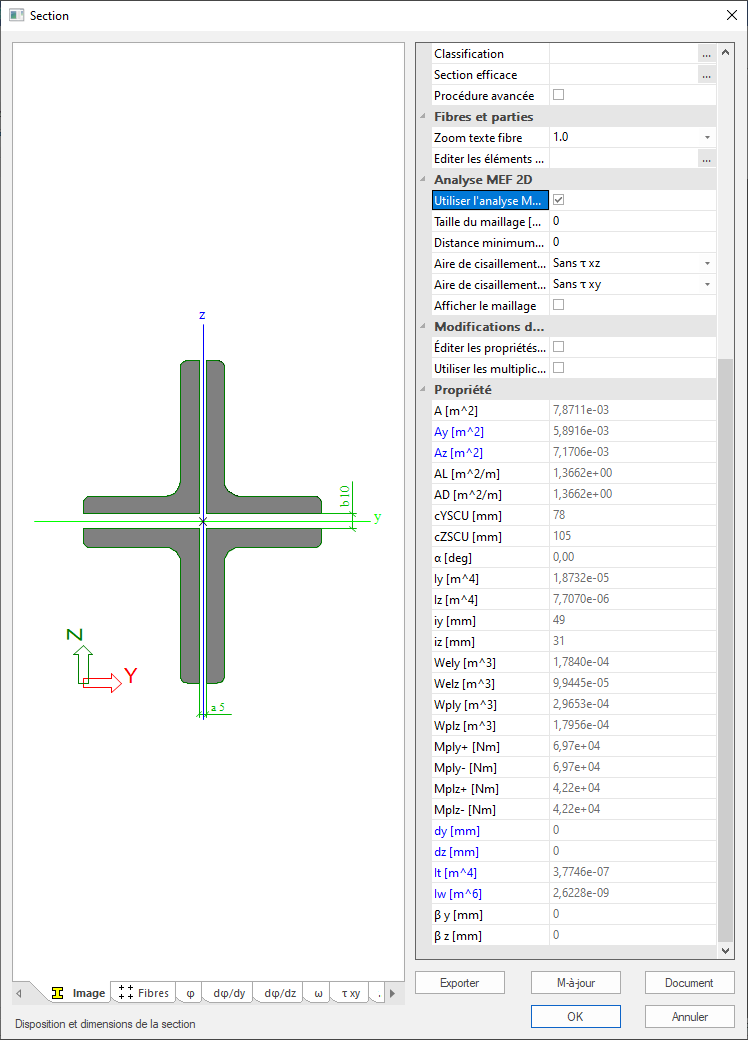 Section
Classification ...
Section efficace ...
Procédure avancée
Fibres et parties
Zoom texte fibre 1.0
Editer les éléments ... ...
Analyse MEF 2D
Utiliser l'analyse M...
Taille du maillage [... 0
Distance minimum... 0
Aire de cisaillement... Sans τ xz
Aire de cisaillement... Sans τ xy
Afficher le maillage
Modifications d...
Éditer les propriétés...
Utiliser les multiplic...
Propriété
A [m^2] 7,8711e-03
Ay [m^2] 5,8916e-03
Az [m^2] 7,1706e-03
AL [m^2/m] 1,3662e+00
AD [m^2/m] 1,3662e+00
cYSCU [mm] 78
cZSCU [mm] 105
α [deg] 0,00
Iy [m^4] 1,8732e-05
Iz [m^4] 7,7070e-06
iy [mm] 49
iz [mm] 31
Wely [m^3] 1,7840e-04
Welz [m^3] 9,9445e-05
Wply [m^3] 2,9653e-04
Wplz [m^3] 1,7956e-04
Mply+ [Nm] 6,97e+04
Mply- [Nm] 6,97e+04
Mplz+ [Nm] 4,22e+04
Mplz- [Nm] 4,22e+04
dy [mm] 0
dz [mm] 0
It [m^4] 3,7746e-07
Iw [m^6] 2,6228e-09
β y [mm] 0
β z [mm] 0
z
b 10
y
Z
Y
a 5
Image Fibres φ dφ/dy dφ/dz ω τ xy .
Exporter M-à-jour Document
Disposition et dimensions de la section
OK Annuler